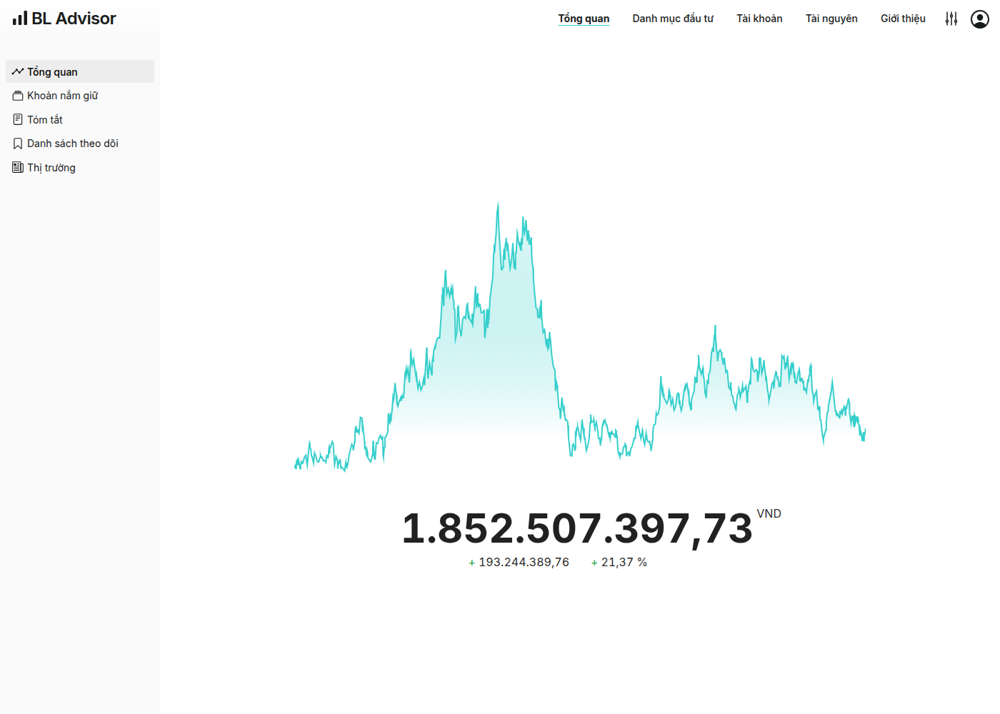 BL Advisor
Tổng quan
Danh mục đầu tư
Tài khoản
Tài nguyên
Giới thiệu
Tổng quan
Khoản nắm giữ
Tóm tắt
Danh sách theo dõi
Thị trường
1.852.507.397,73 VND
+ 193.244.389,76 + 21,37 %